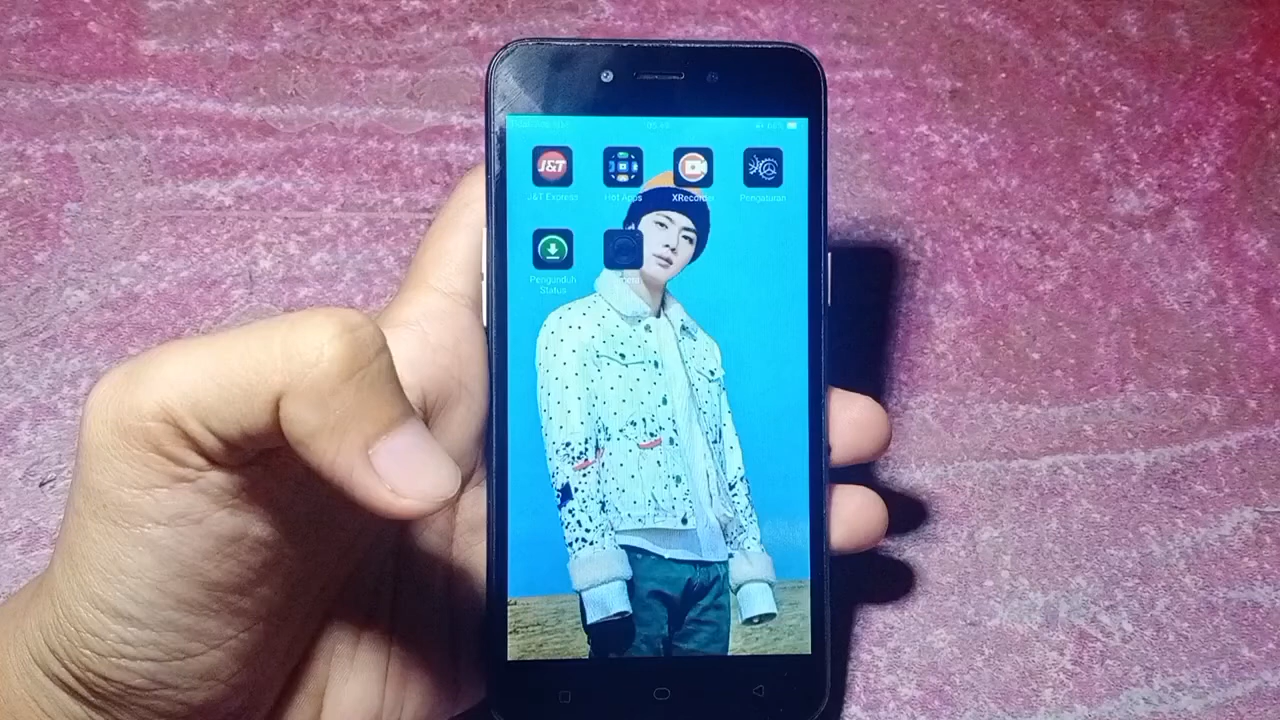 J&T
J&T Express
Hot Apps
XRecorder
Pengaturan
Pengunduh
Status